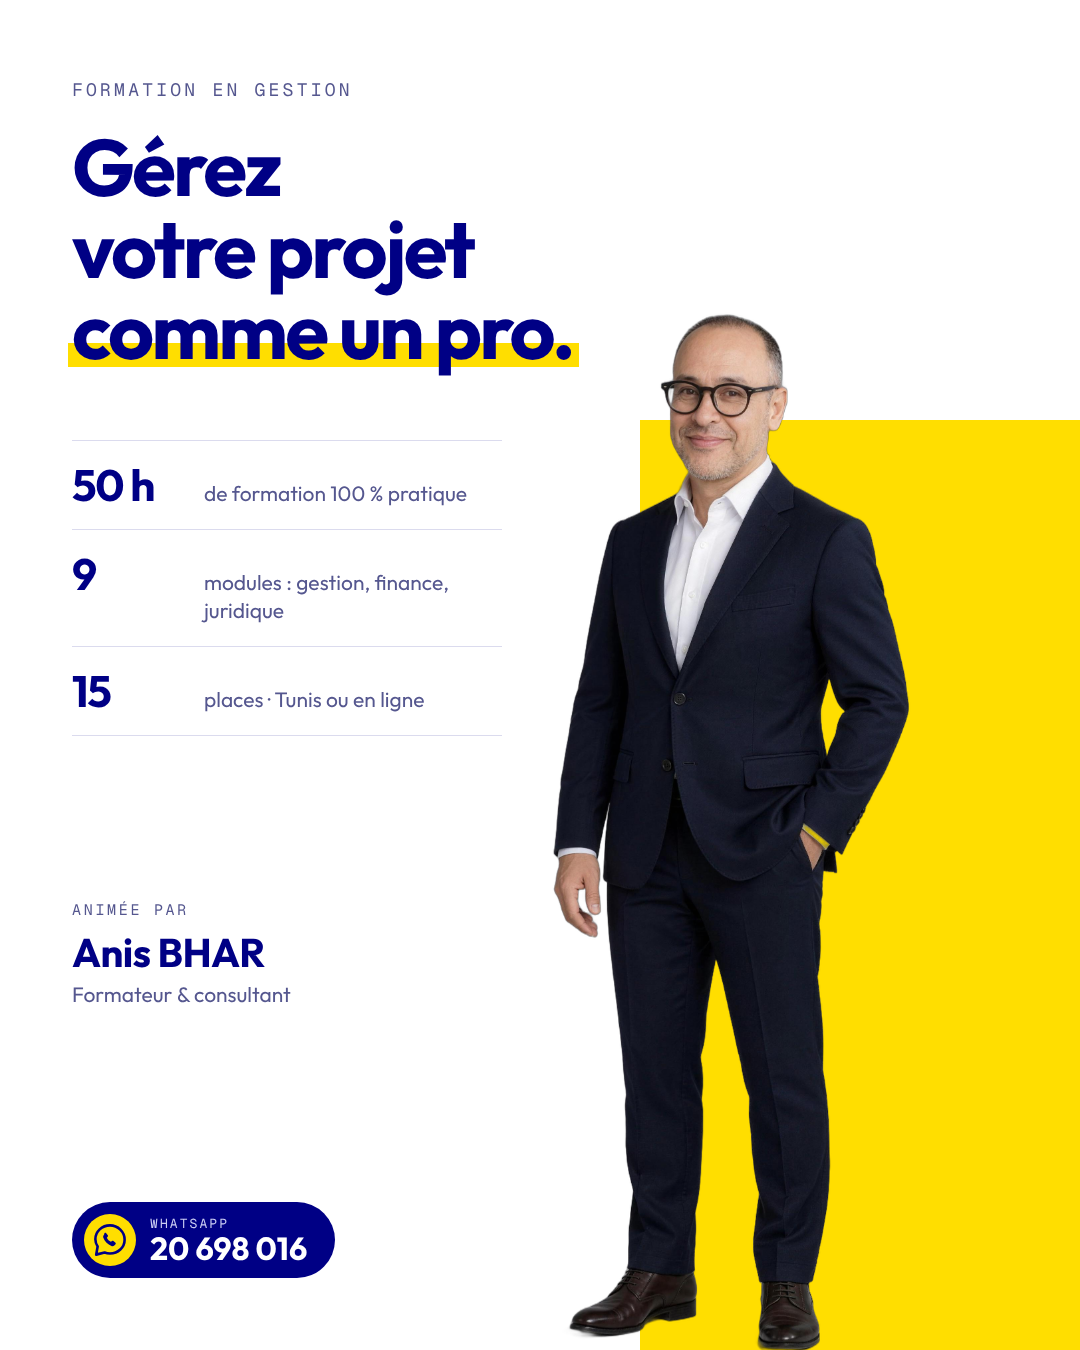 FORMATION EN GESTION
Gérez
votre projet
comme un pro.
50 h
de formation 100 % pratique
9
modules : gestion, finance,
juridique
15
places · Tunis ou en ligne
ANIMÉE PAR
Anis BHAR
Formateur & consultant
WHATSAPP
20 698 016